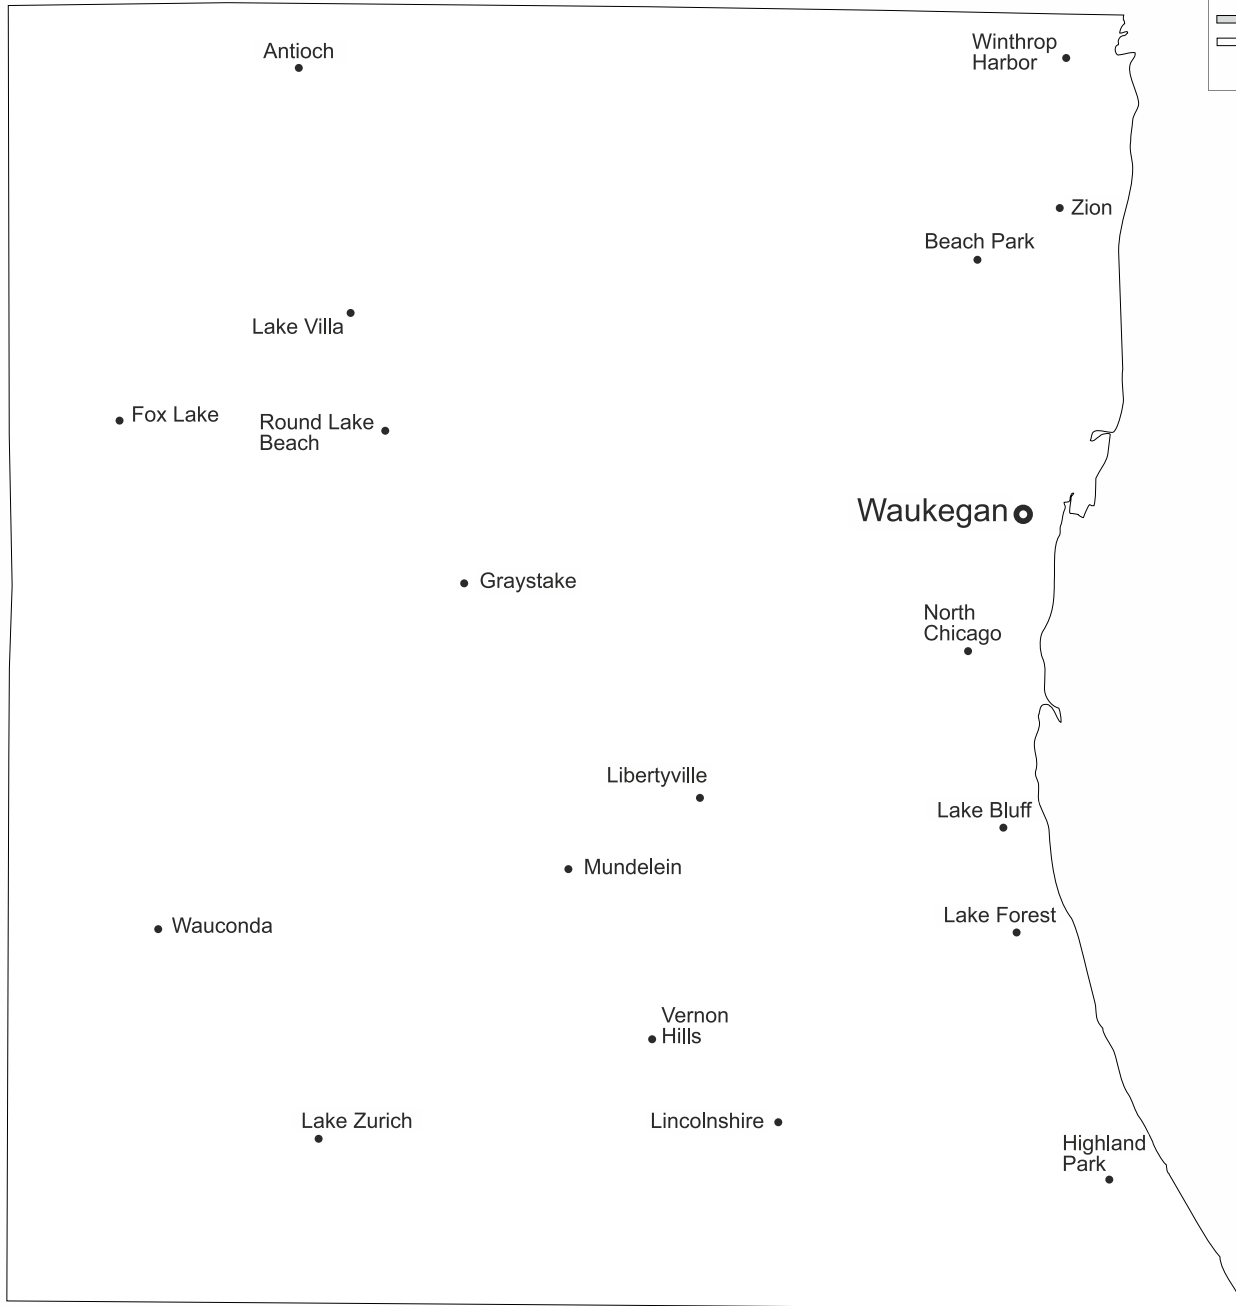 Antioch
Winthrop
Harbor
Zion
Beach Park
Lake Villa
Fox Lake
Round Lake
Beach
Waukegan
Graystake
North
Chicago
Libertyville
Lake Bluff
Mundelein
Lake Forest
Wauconda
Vernon
Hills
Lake Zurich
Lincolnshire
Highland
Park